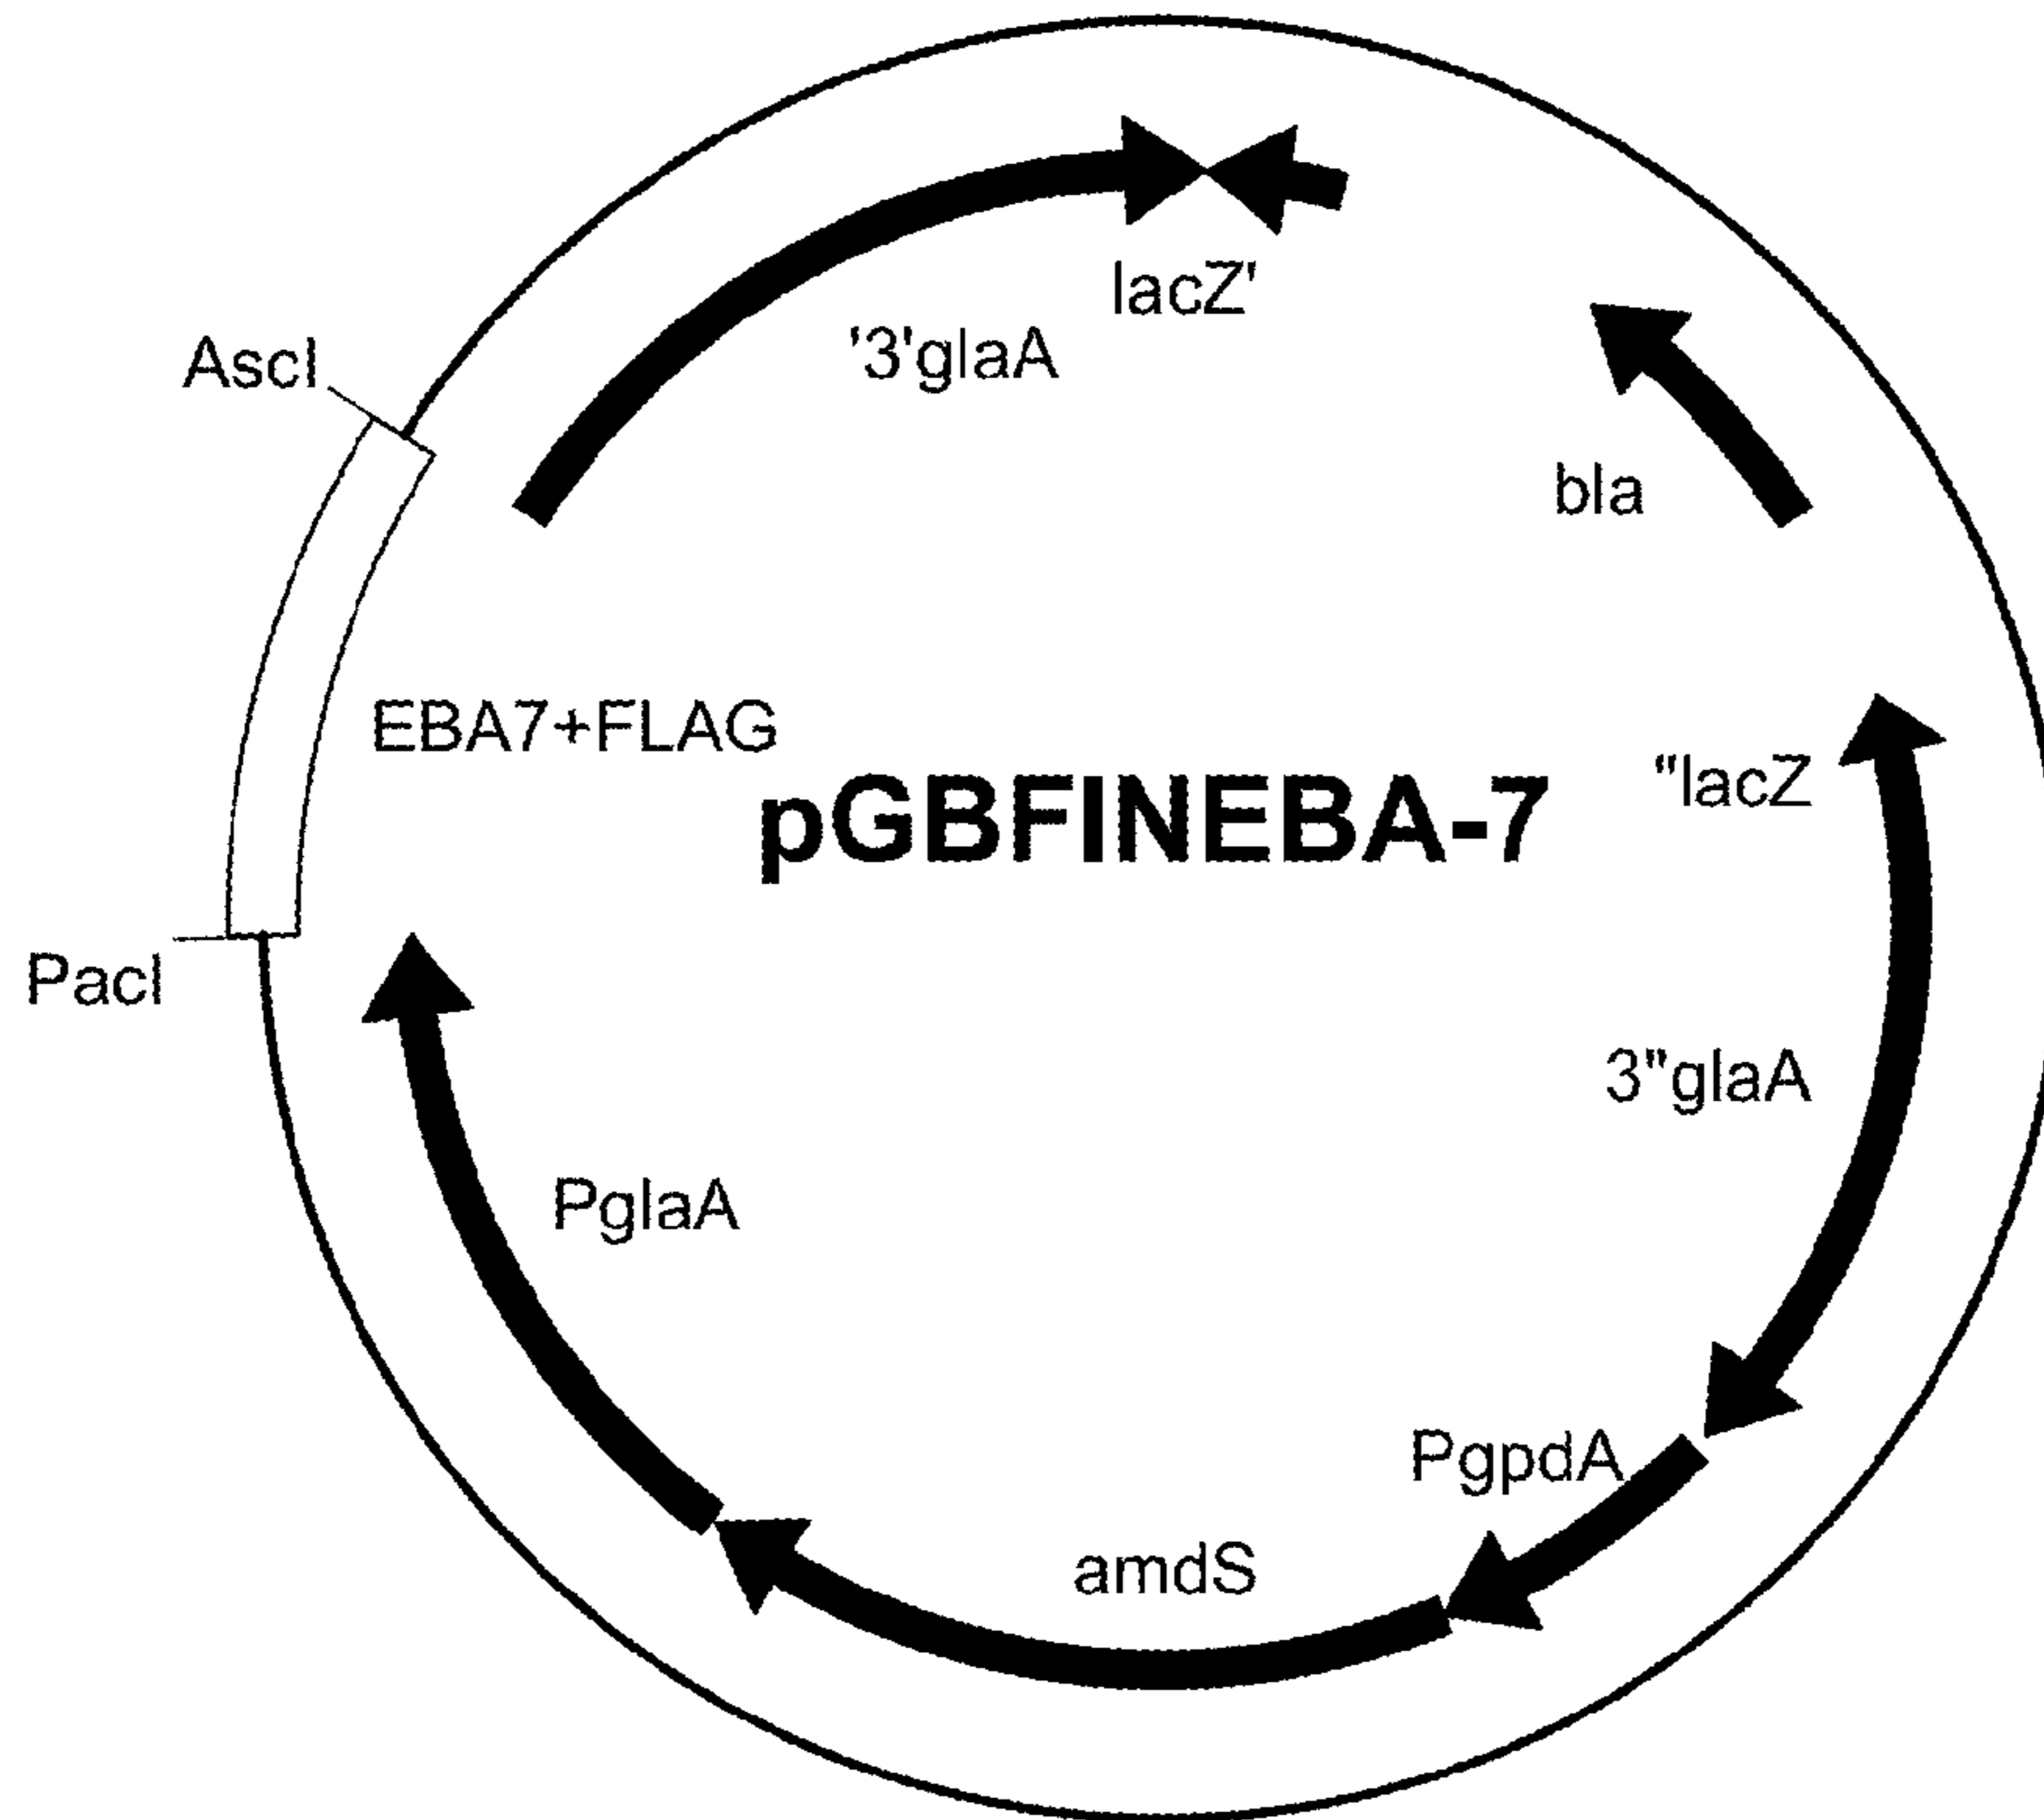 lacZ'
'3'glaA
AscI
bla
EBA7+FLAG
"lacZ
pGBFINEBA-7
PacI
3"glaA
PglaA
PgpdA
amdS